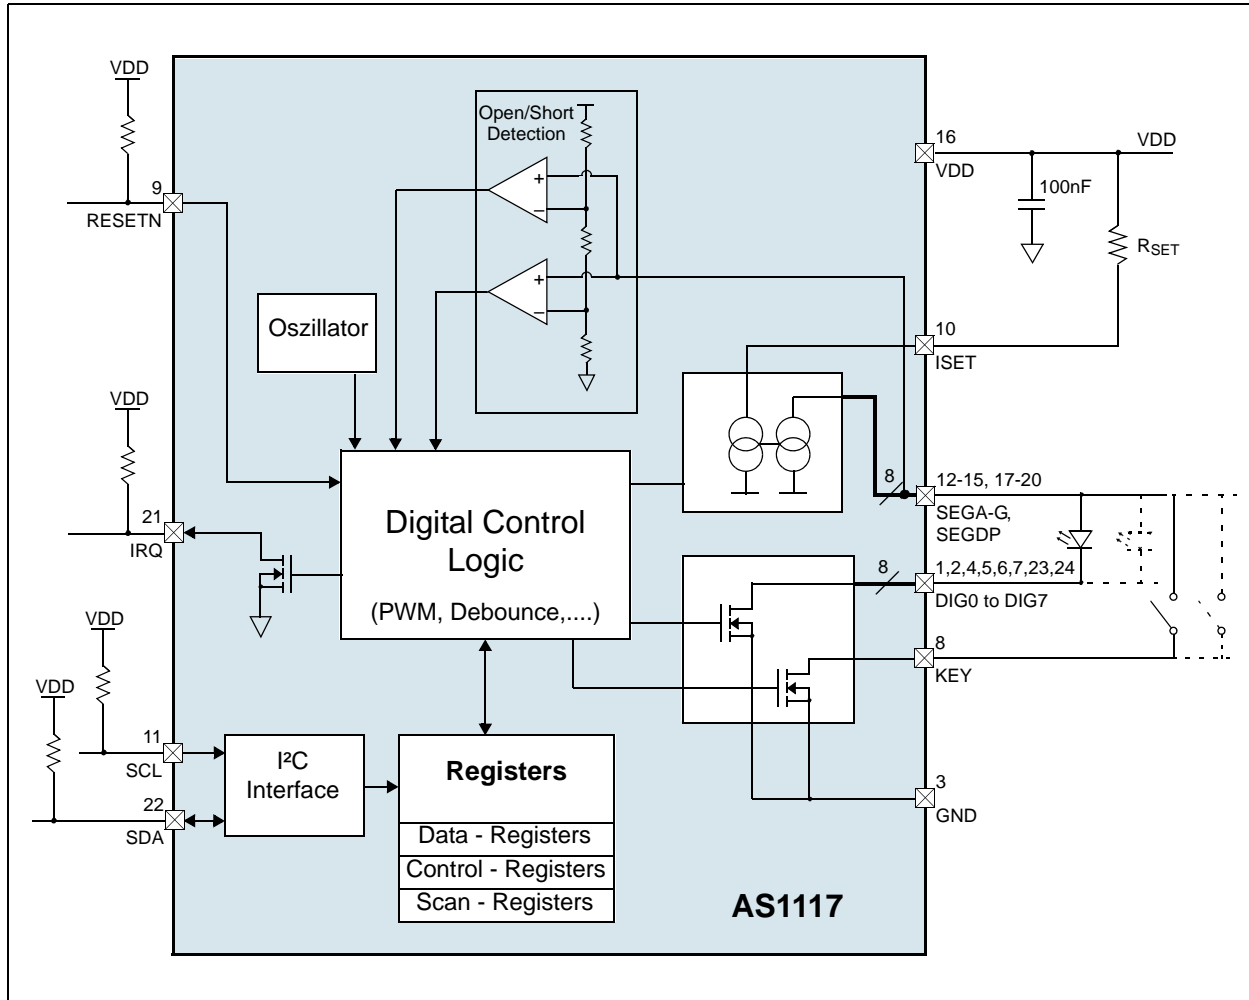 VDD
9
RESETN
VDD
21
IRQ
VDD
VDD
11
SCL
22
SDA
Open/Short
Detection
+
–
+
–
Oszillator
Digital Control
Logic
(PWM, Debounce,....)
I²C
Interface
Registers
Data - Registers
Control - Registers
Scan - Registers
AS1117
16
VDD
VDD
100nF
RSET
10
ISET
8
12-15, 17-20
SEGA-G,
SEGDP
8
1,2,4,5,6,7,23,24
DIG0 to DIG7
8
KEY
3
GND